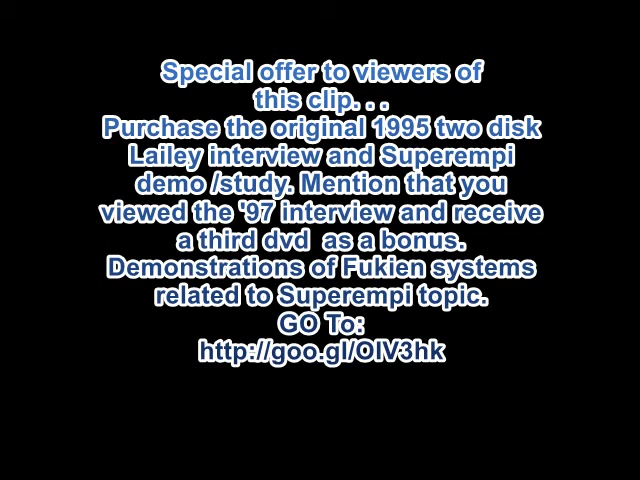 Special offer to viewers of
this clip. . .
Purchase the original 1995 two disk
Lailey interview and Superempi
demo /study. Mention that you
viewed the '97 interview and receive
a third dvd  as a bonus.
Demonstrations of Fukien systems
related to Superempi topic.
GO To:
http://goo.gl/OIV3hk